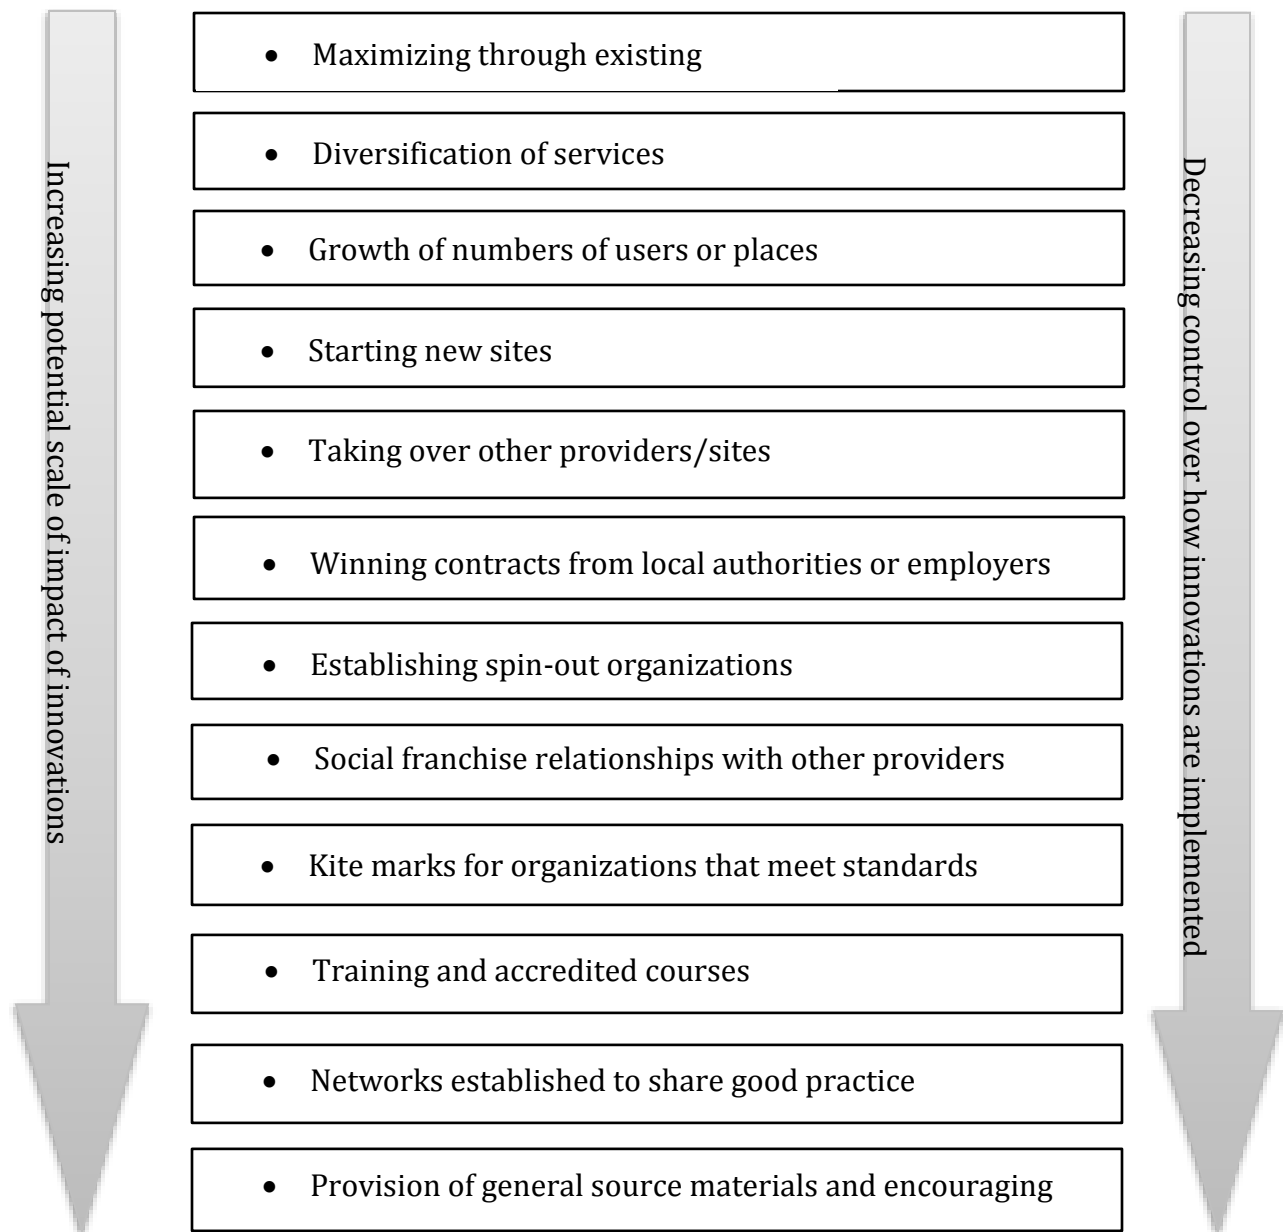 • Maximizing through existing
• Diversification of services
• Growth of numbers of users or places
• Starting new sites
• Taking over other providers/sites
• Winning contracts from local authorities or employers
• Establishing spin-out organizations
• Social franchise relationships with other providers
• Kite marks for organizations that meet standards
• Training and accredited courses
• Networks established to share good practice
• Provision of general source materials and encouraging
Increasing potential scale of impact of innovations
Decreasing control over how innovations are implemented